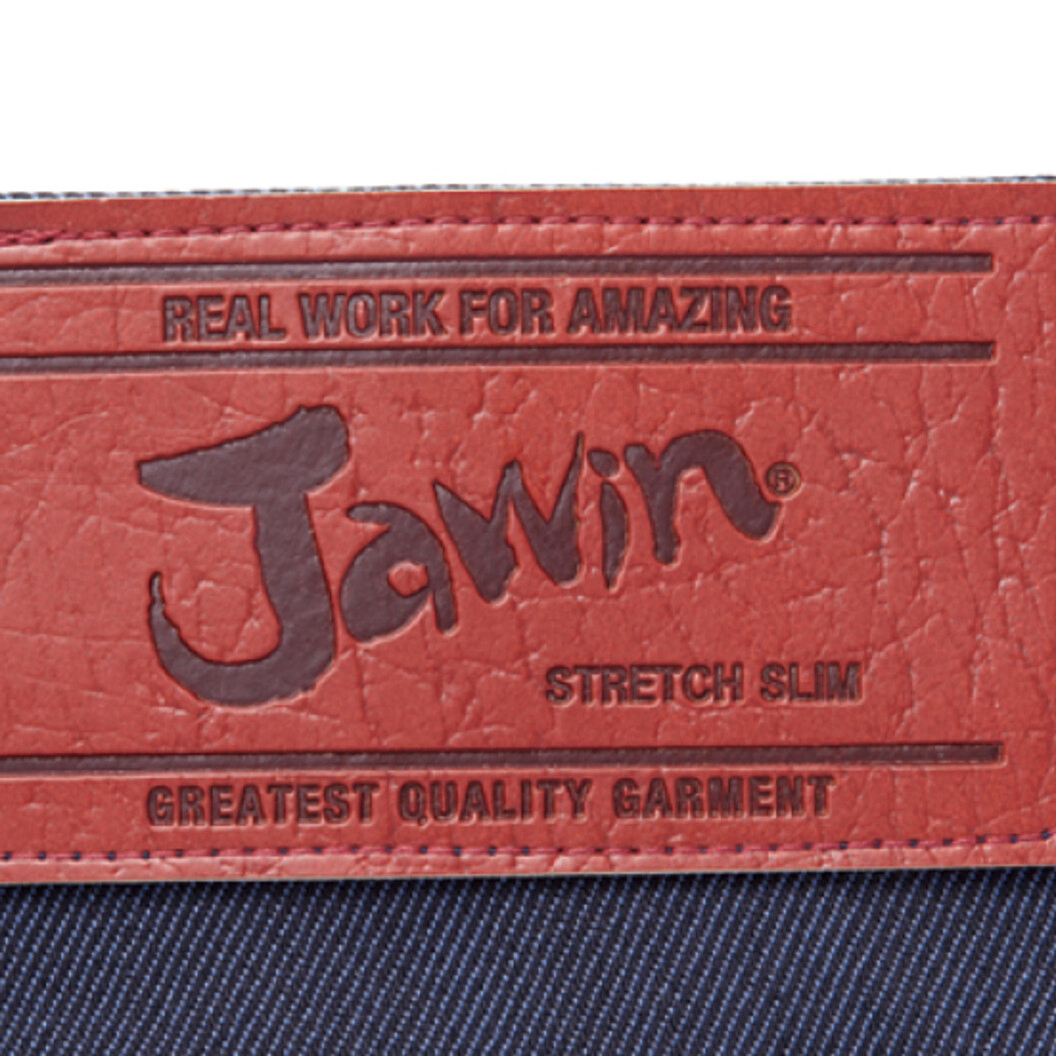 REAL WORK FOR AMAZING
Jawin®
STRETCH SLIM
GREATEST QUALITY GARMENT